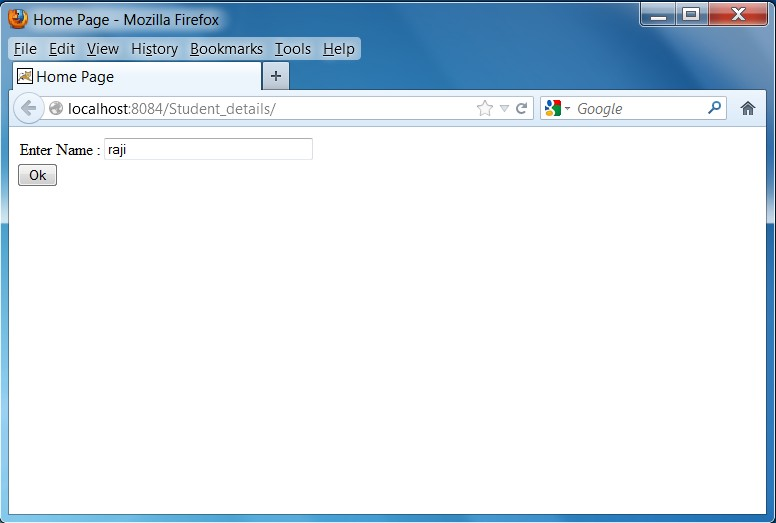 Home Page - Mozilla Firefox
File Edit View History Bookmarks Tools Help
Home Page
localhost:8084/Student_details/ Google
Enter Name : raji
Ok